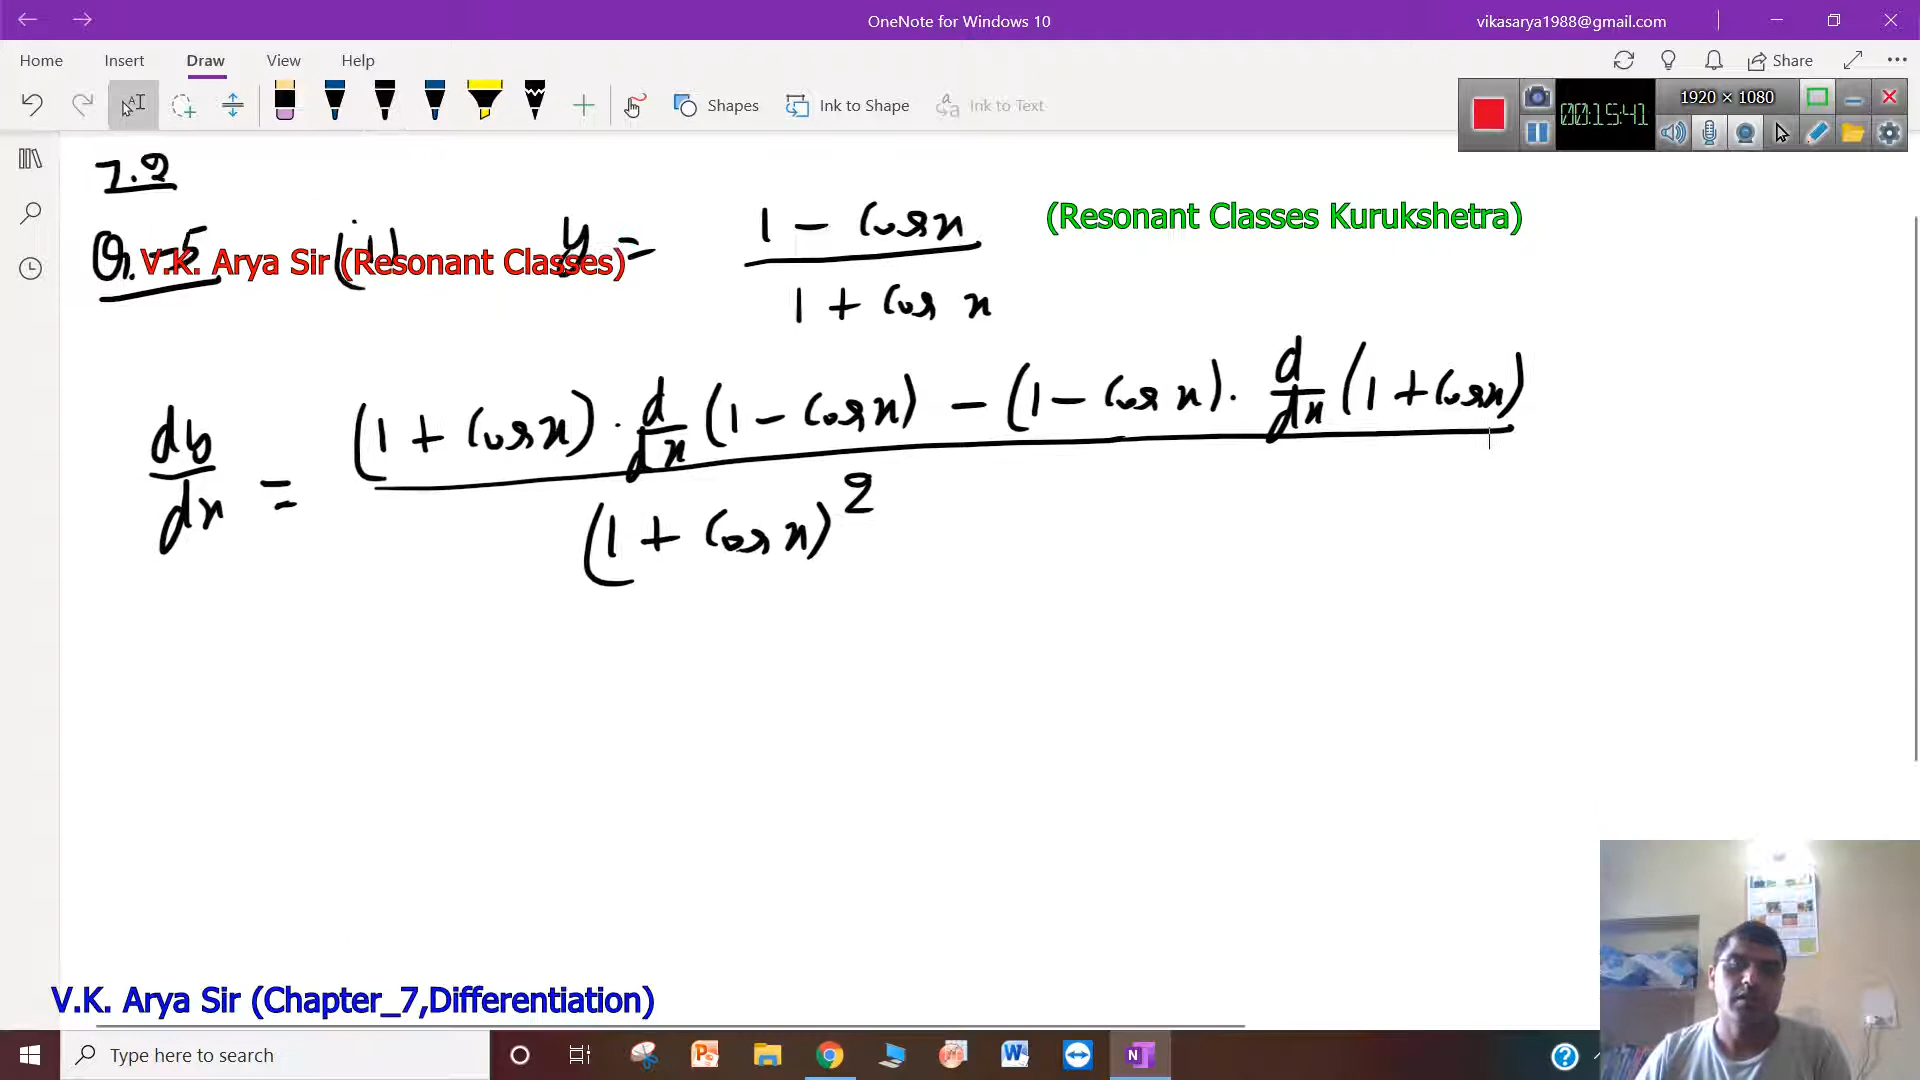 OneNote for Windows 10
vikasarya1988@gmail.com
Home Insert Draw View Help
Share
Shapes Ink to Shape Ink to Text
1920 × 1080
00:15:41
7.2
Q.-5 (i) y = 1 - Cos x / 1 + Cos x
(Resonant Classes Kurukshetra)
V.K. Arya Sir (Resonant Classes)
dy/dx = (1 + Cos x) · d/dx (1 - Cos x) - (1 - Cos x) · d/dx (1 + Cos x) / (1 + Cos x)²
V.K. Arya Sir (Chapter_7,Differentiation)
Type here to search